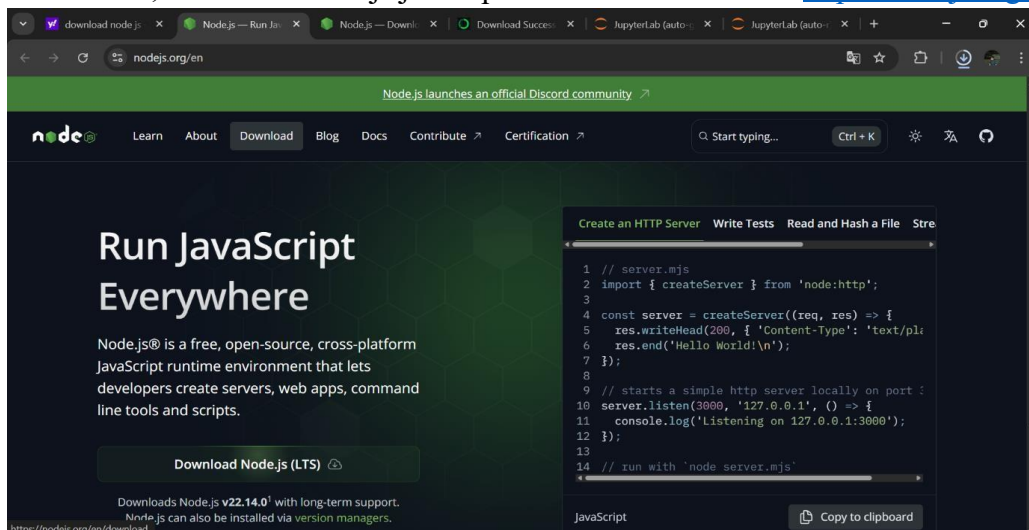 download node js
Node.js — Run Jav
Node.js — Downlo
Download Success
JupyterLab (auto-g
JupyterLab (auto-g
nodejs.org/en
Node.js launches an official Discord community ↗
node
Learn About Download Blog Docs Contribute ↗ Certification ↗
Start typing... Ctrl + K
Create an HTTP Server Write Tests Read and Hash a File Stre
Run JavaScript
Everywhere
Node.js® is a free, open-source, cross-platform
JavaScript runtime environment that lets
developers create servers, web apps, command
line tools and scripts.
Download Node.js (LTS)
Downloads Node.js v22.14.0¹ with long-term support.
Node.js can also be installed via version managers.
https://nodejs.org/en/download
1 // server.mjs
2 import { createServer } from 'node:http';
3
4 const server = createServer((req, res) => {
5 res.writeHead(200, { 'Content-Type': 'text/pla
6 res.end('Hello World!\n');
7 });
8
9 // starts a simple http server locally on port 3
10 server.listen(3000, '127.0.0.1', () => {
11 console.log('Listening on 127.0.0.1:3000');
12 });
13
14 // run with `node server.mjs`
JavaScript
Copy to clipboard